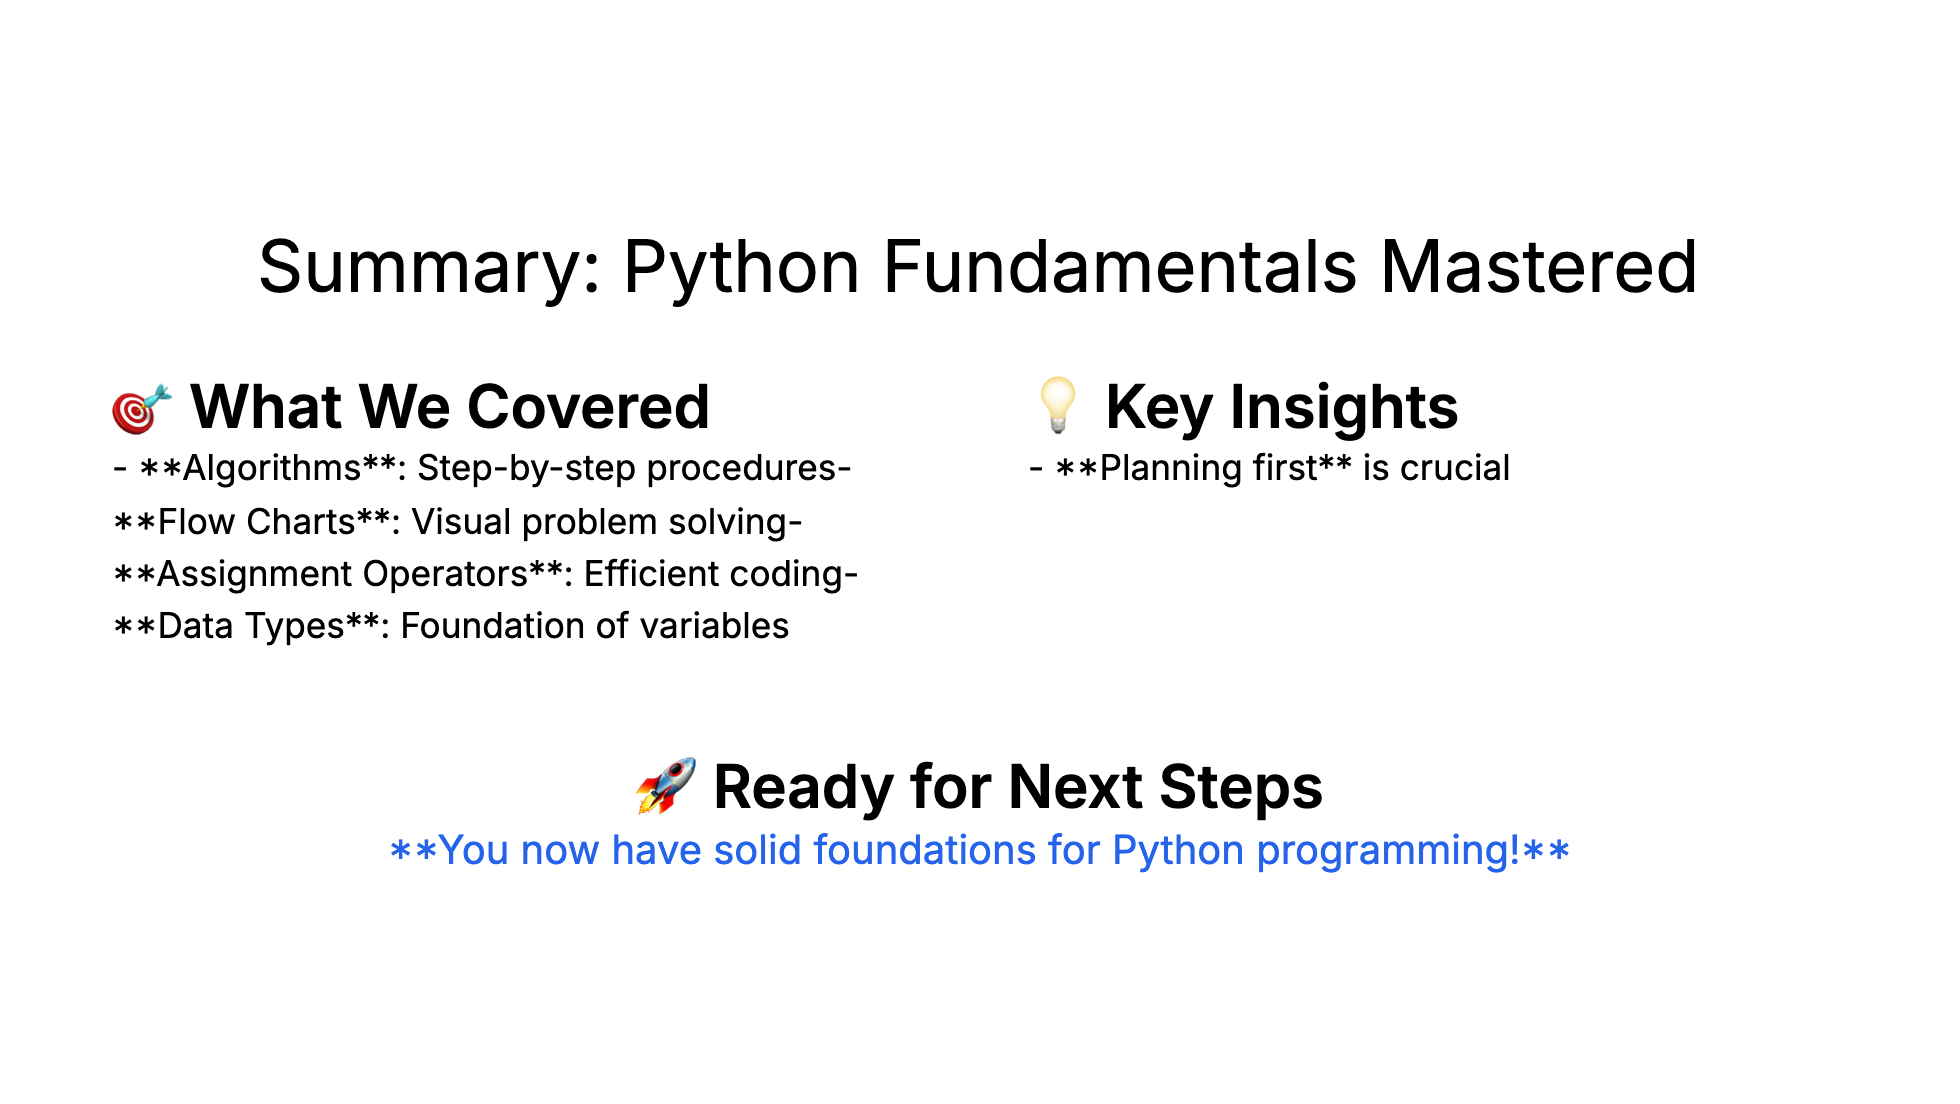 Summary: Python Fundamentals Mastered
🎯 What We Covered
- **Algorithms**: Step-by-step procedures-
**Flow Charts**: Visual problem solving-
**Assignment Operators**: Efficient coding-
**Data Types**: Foundation of variables
💡 Key Insights
- **Planning first** is crucial
🚀 Ready for Next Steps
**You now have solid foundations for Python programming!**